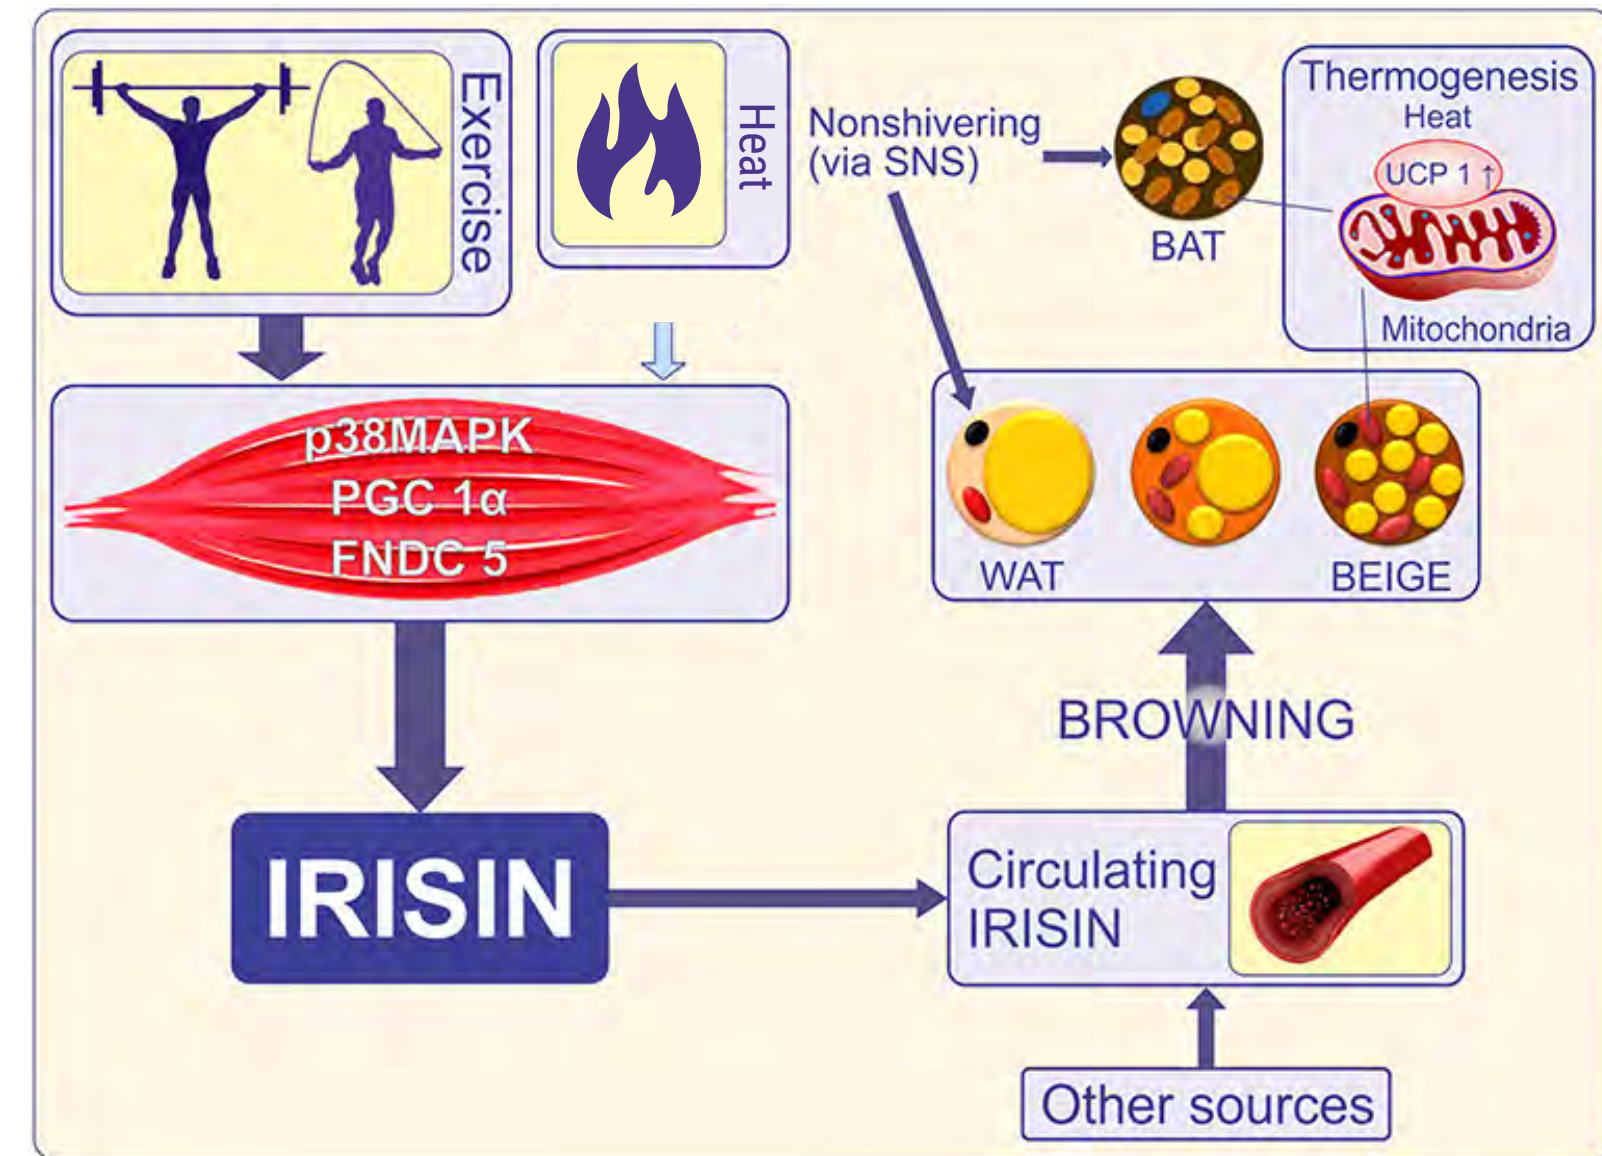 Exercise
Heat
Nonshivering
(via SNS)
BAT
Thermogenesis
Heat
UCP 1 ↑
Mitochondria
p38MAPK
PGC 1α
FNDC 5
WAT
BEIGE
BROWNING
IRISIN
Circulating
IRISIN
Other sources